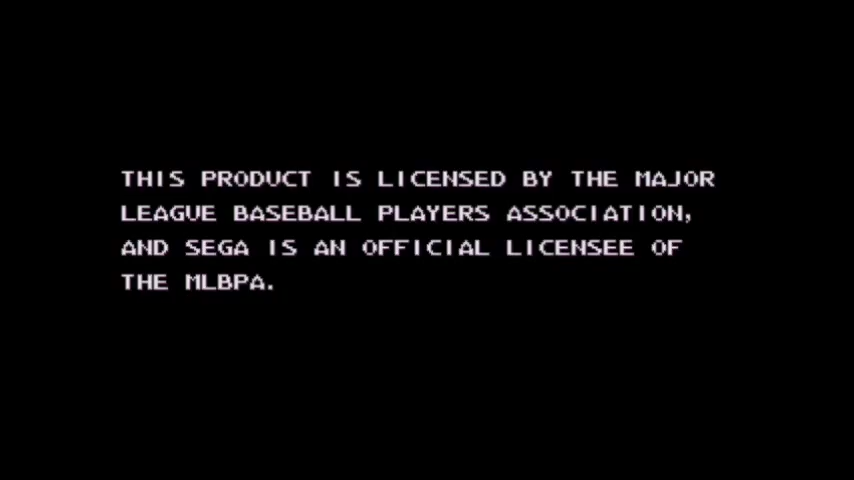 THIS PRODUCT IS LICENSED BY THE MAJOR
LEAGUE BASEBALL PLAYERS ASSOCIATION,
AND SEGA IS AN OFFICIAL LICENSEE OF
THE MLBPA.